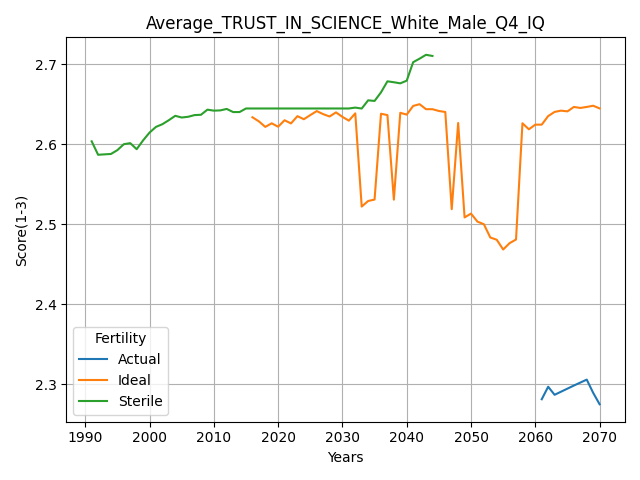 Average_TRUST_IN_SCIENCE_White_Male_Q4_IQ
2.7
2.6
2.5
2.4
2.3
Score(1-3)
Fertility
Actual
Ideal
Sterile
1990 2000 2010 2020 2030 2040 2050 2060 2070
Years